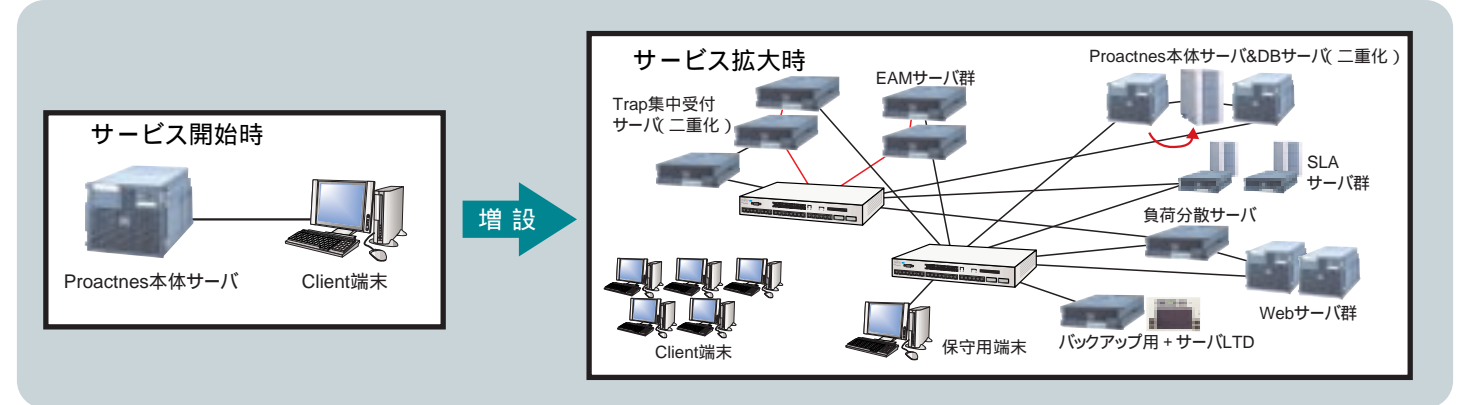 サービス開始時
Proactnes本体サーバ
Client端末
増 設
サービス拡大時
Trap集中受付
サーバ( 二重化 )
EAMサーバ群
Proactnes本体サーバ&DBサーバ( 二重化 )
SLA
サーバ群
負荷分散サーバ
Webサーバ群
バックアップ用 + サーバLTD
保守用端末
Client端末